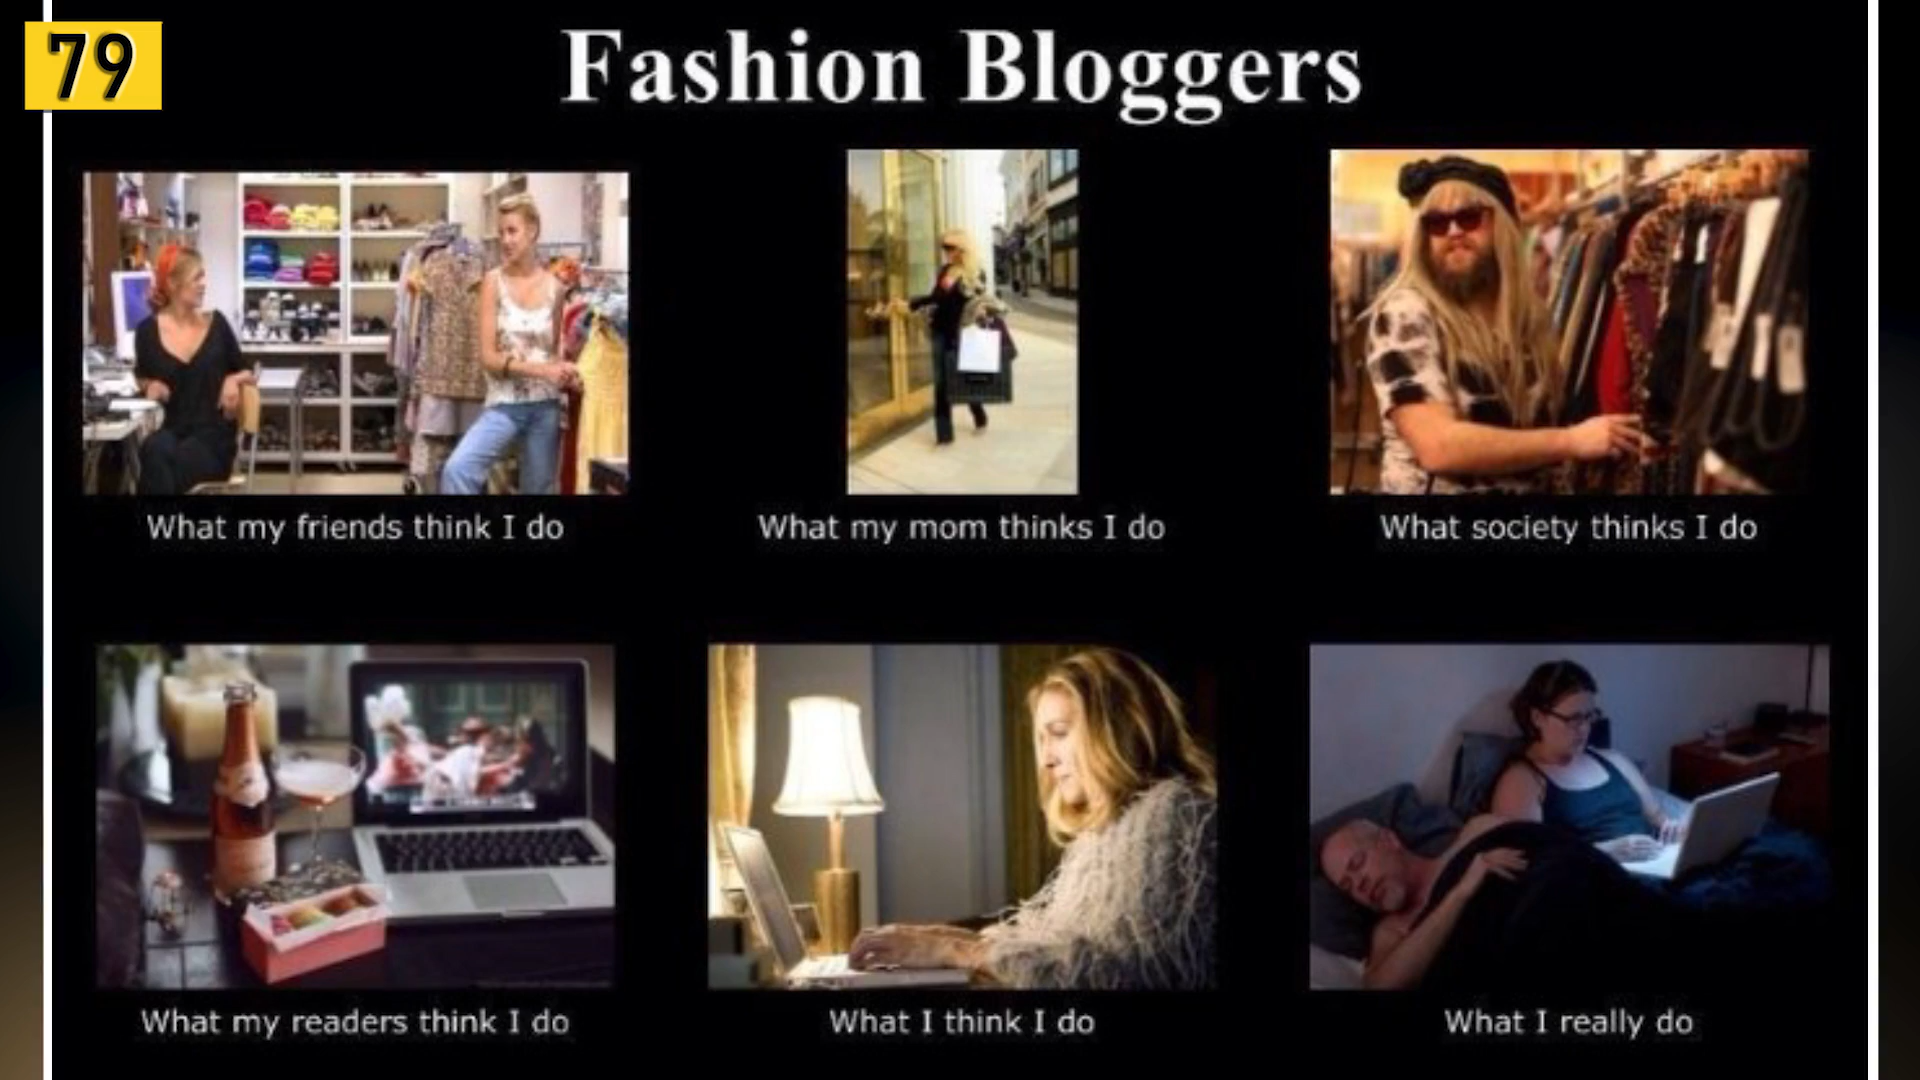 79
Fashion Bloggers
What my friends think I do
What my mom thinks I do
What society thinks I do
What my readers think I do
What I think I do
What I really do